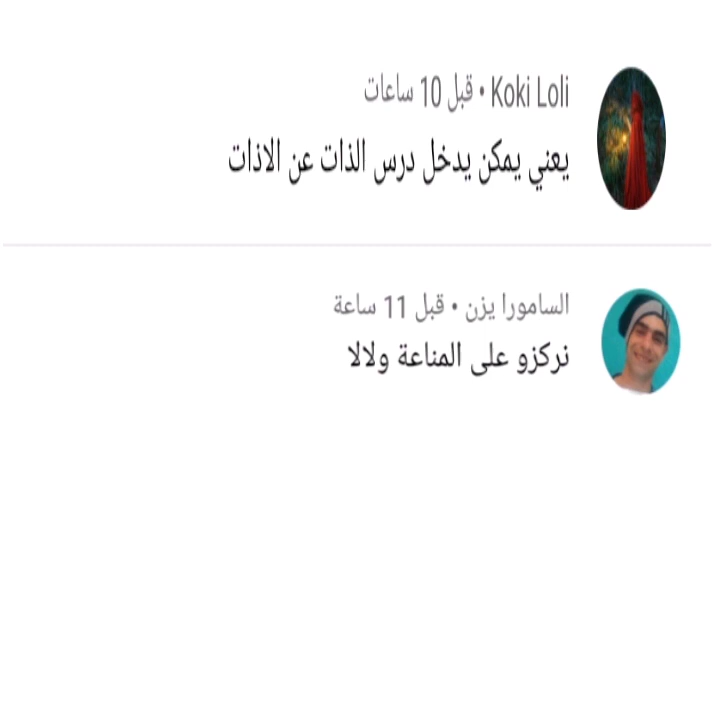 Koki Loli • قبل 10 ساعات
يعني يمكن يدخل درس الذات عن الاذات
السامورا يزن • قبل 11 ساعة
نركزو على المناعة ولالا